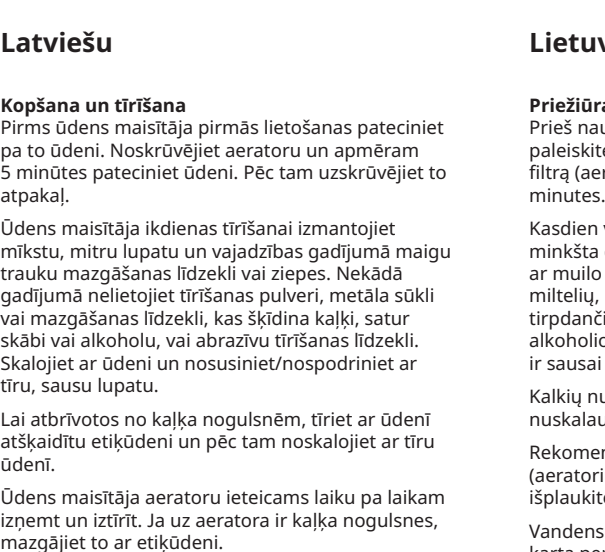 Latviešu
Kopšana un tīrīšana
Pirms ūdens maisītāja pirmās lietošanas pateciniet
pa to ūdeni. Noskrūvējiet aeratoru un apmēram
5 minūtes pateciniet ūdeni. Pēc tam uzskrūvējiet to
atpakaļ.
Ūdens maisītāja ikdienas tīrīšanai izmantojiet
mīkstu, mitru lupatu un vajadzības gadījumā maigu
trauku mazgāšanas līdzekli vai ziepes. Nekādā
gadījumā nelietojiet tīrīšanas pulveri, metāla sūkli
vai mazgāšanas līdzekli, kas šķīdina kaļķi, satur
skābi vai alkoholu, vai abrazīvu tīrīšanas līdzekli.
Skalojiet ar ūdeni un nosusiniet/nospodriniet ar
tīru, sausu lupatu.
Lai atbrīvotos no kaļķa nogulsnēm, tīriet ar ūdenī
atšķaidītu etiķūdeni un pēc tam noskalojiet ar tīru
ūdenī.
Ūdens maisītāja aeratoru ieteicams laiku pa laikam
izņemt un iztīrīt. Ja uz aeratora ir kaļķa nogulsnes,
mazgājiet to ar etiķūdeni.
Lietuv
Priežiūra
Prieš nau
paleiskite
filtrą (aer
minutes.
Kasdien v
minkšta
ar muilo
miltelių,
tirpdanči
alkoholio
ir sausai
Kalkių nu
nuskalau
Rekomen
(aeratori
išplaukite
Vandens